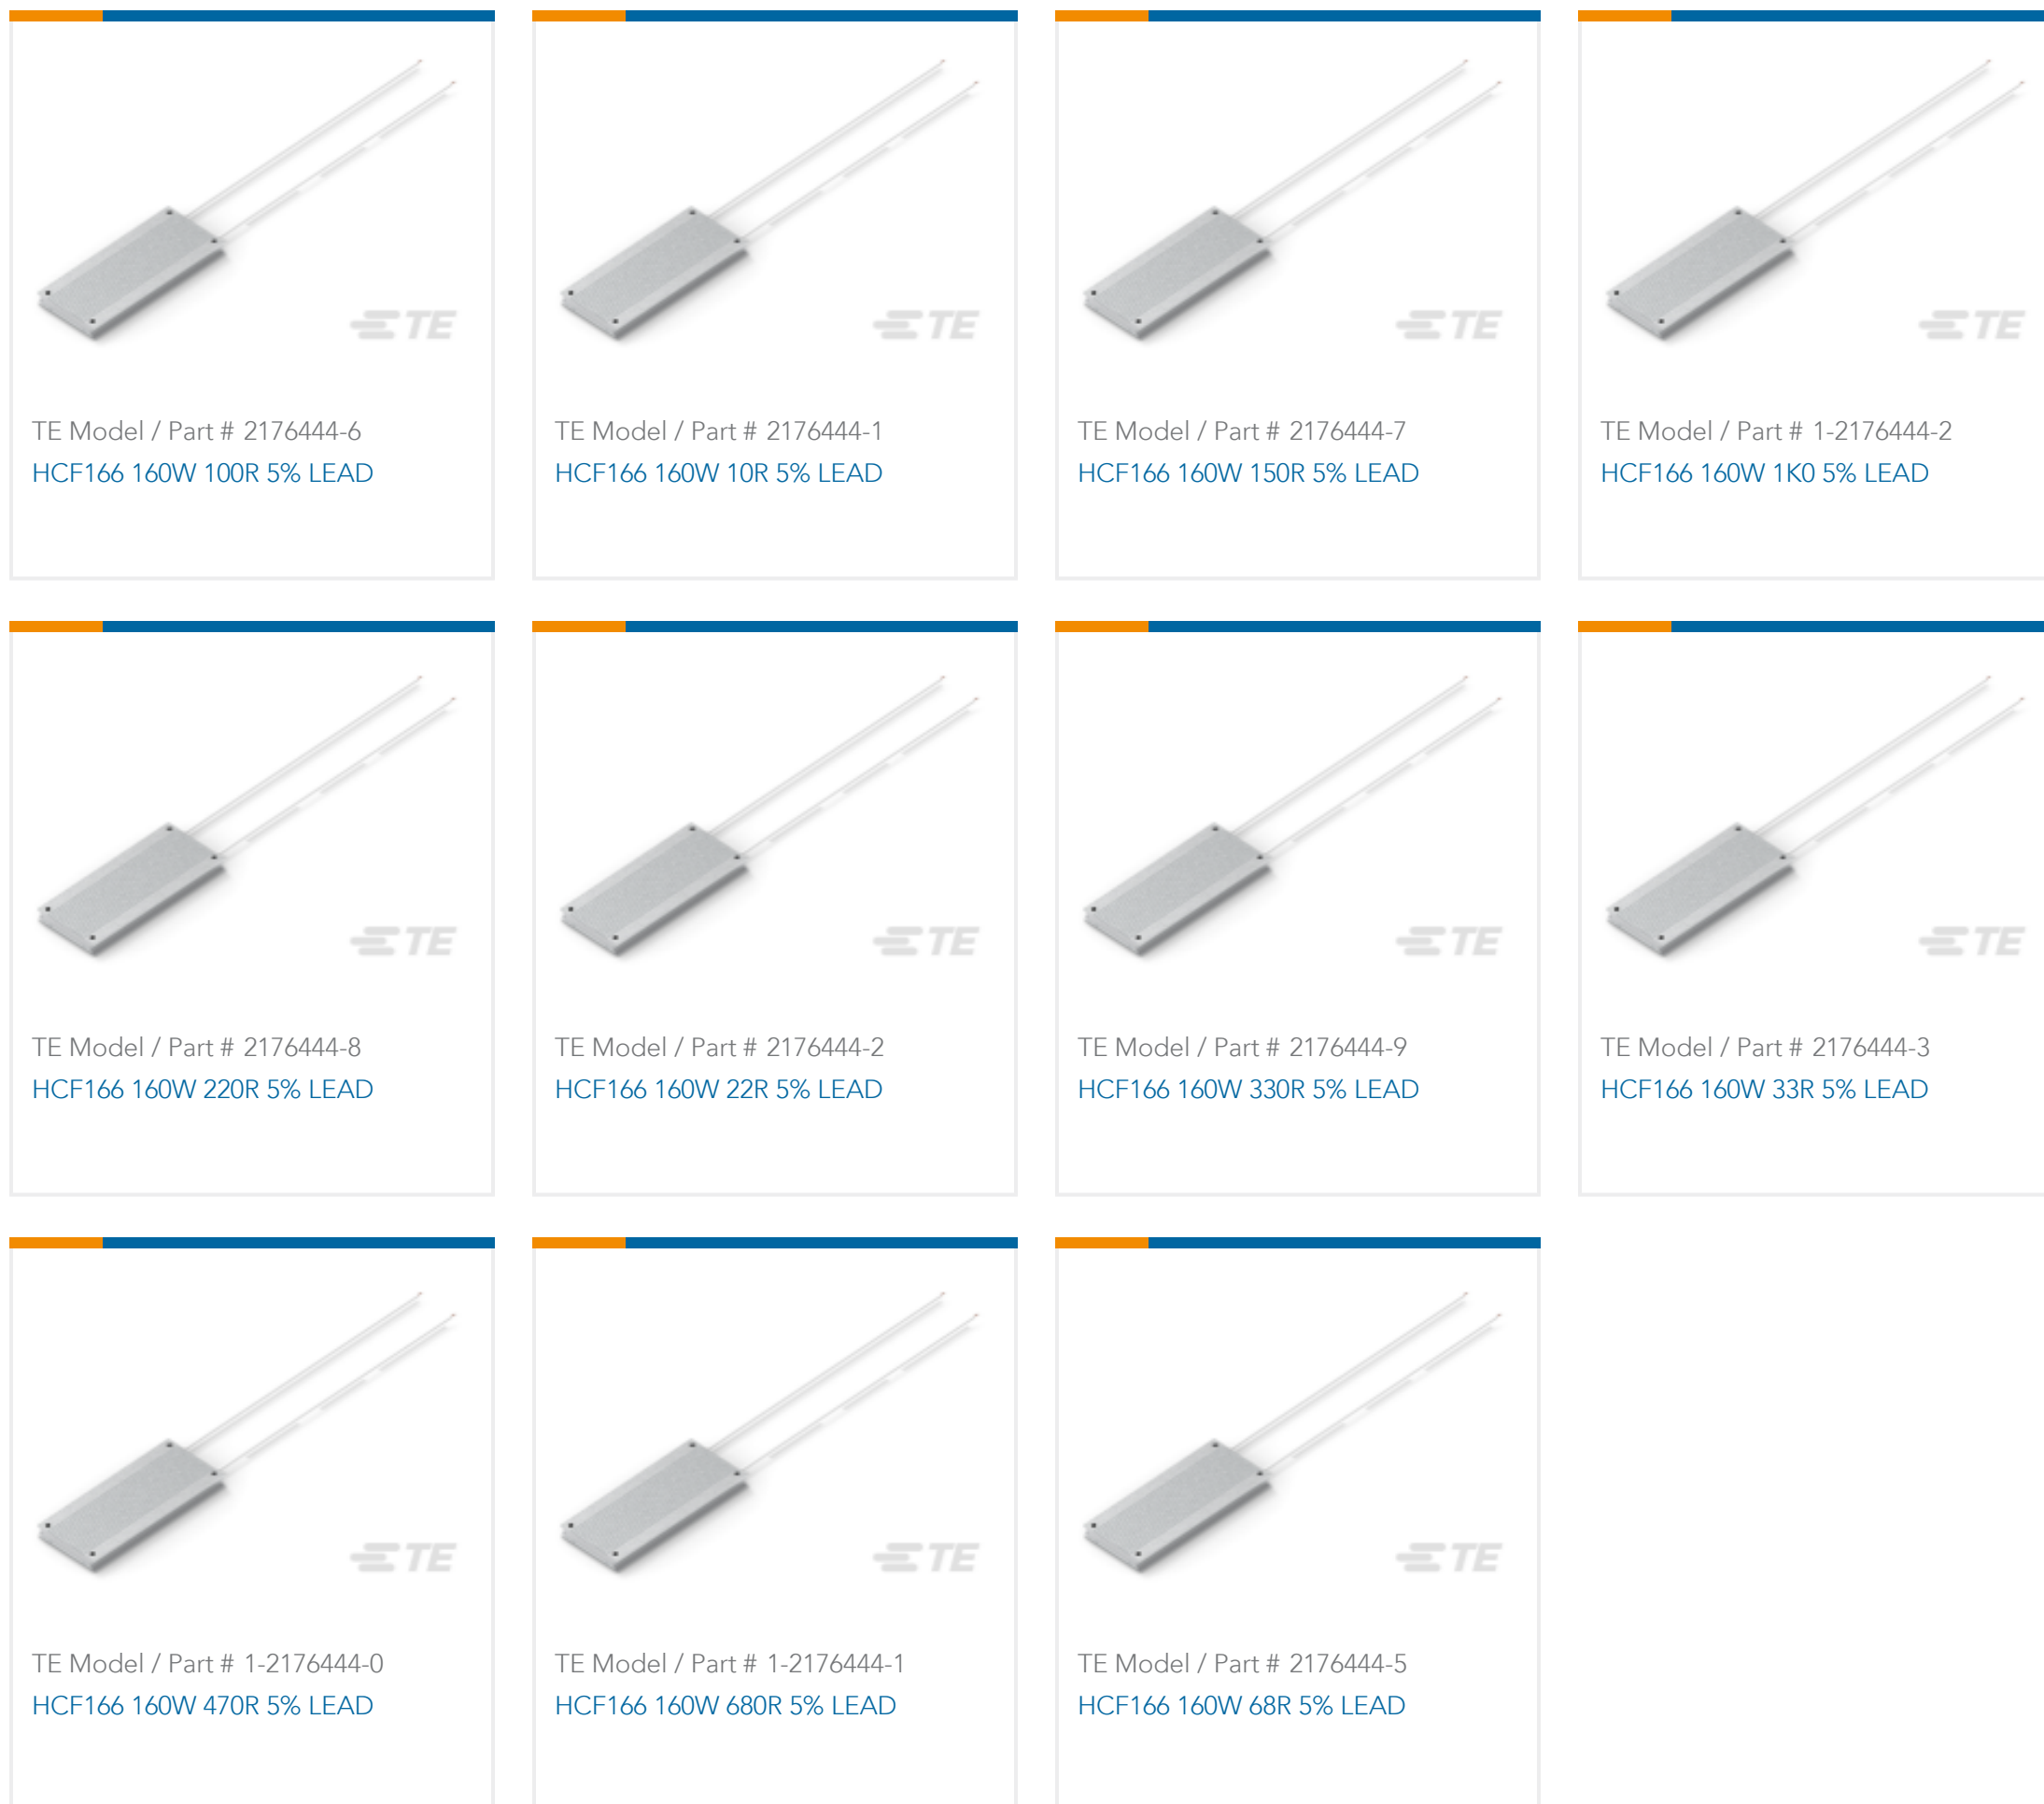 TE
TE Model / Part # 2176444-6
HCF166 160W 100R 5% LEAD
TE
TE Model / Part # 2176444-1
HCF166 160W 10R 5% LEAD
TE
TE Model / Part # 2176444-7
HCF166 160W 150R 5% LEAD
TE
TE Model / Part # 1-2176444-2
HCF166 160W 1K0 5% LEAD
TE
TE Model / Part # 2176444-8
HCF166 160W 220R 5% LEAD
TE
TE Model / Part # 2176444-2
HCF166 160W 22R 5% LEAD
TE
TE Model / Part # 2176444-9
HCF166 160W 330R 5% LEAD
TE
TE Model / Part # 2176444-3
HCF166 160W 33R 5% LEAD
TE
TE Model / Part # 1-2176444-0
HCF166 160W 470R 5% LEAD
TE
TE Model / Part # 1-2176444-1
HCF166 160W 680R 5% LEAD
TE
TE Model / Part # 2176444-5
HCF166 160W 68R 5% LEAD